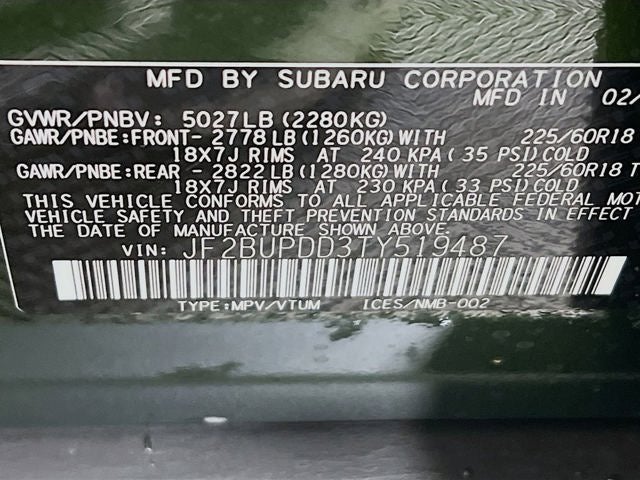 MFD BY SUBARU CORPORATION
MFD IN 02/
GVWR/PNBV: 5027LB (2280KG)
GAWR/PNBE:FRONT- 2778 LB (1260KG) WITH 225/60R18
18X7J RIMS AT 240 KPA ( 35 PSI) COLD
GAWR/PNBE:REAR - 2822 LB (1280KG) WITH 225/60R18 T
18X7J RIMS AT 230 KPA ( 33 PSI) COLD
THIS VEHICLE CONFORMS TO ALL APPLICABLE FEDERAL MOT
VEHICLE SAFETY AND THEFT PREVENTION STANDARDS IN EFFECT
THE DATE OF MANUFACTURE SHOWN ABOVE.
VIN: JF2BUPDD3TY519487
TYPE:MPV/VTUM ICES/NMB-002